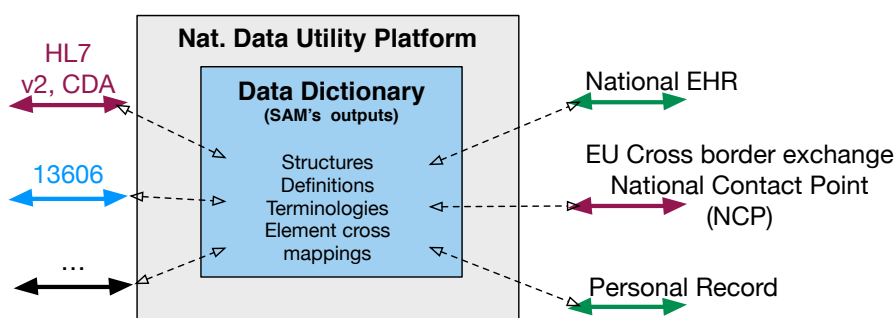 Nat. Data Utility Platform
HL7
v2, CDA
13606
...
Data Dictionary
(SAM's outputs)
Structures
Definitions
Terminologies
Element cross
mappings
National EHR
EU Cross border exchange
National Contact Point
(NCP)
Personal Record